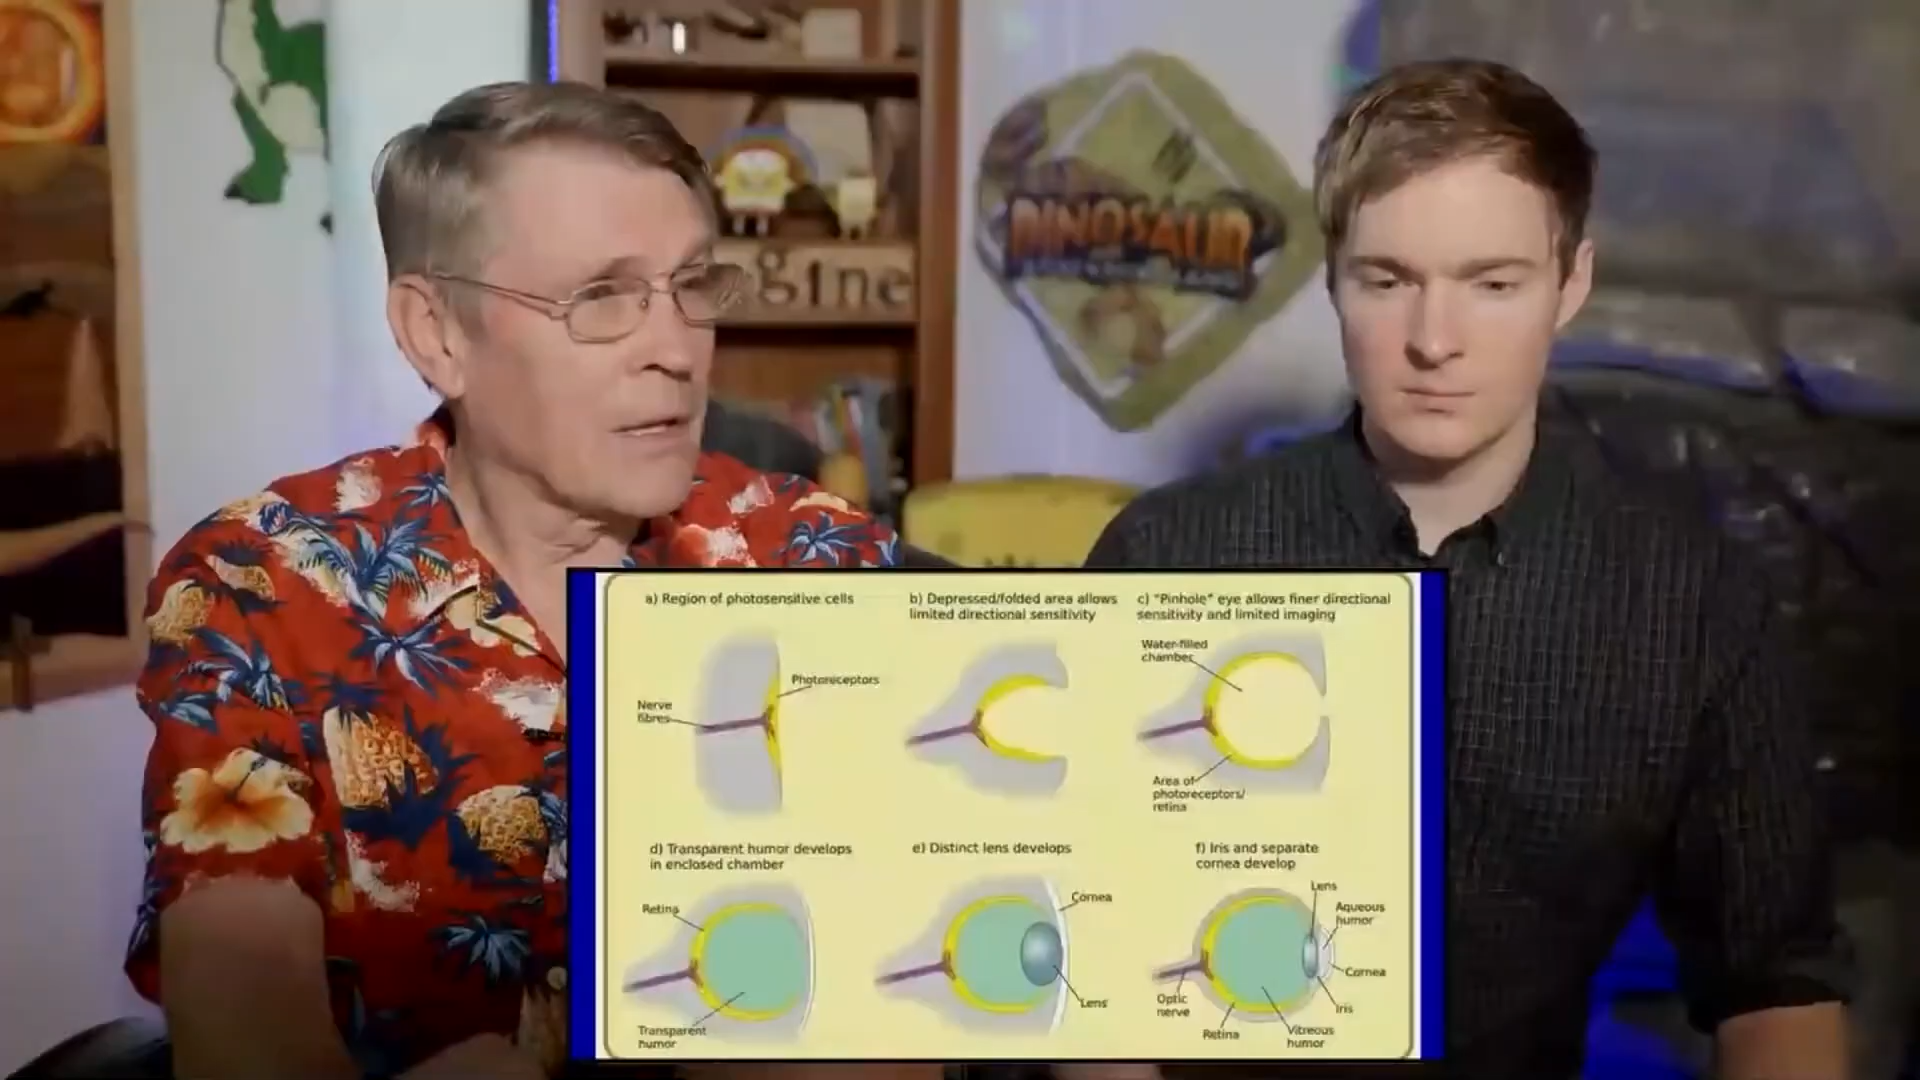 gine
DINOSAUR
a) Region of photosensitive cells
Photoreceptors
Nerve
fibres
b) Depressed/folded area allows
limited directional sensitivity
c) "Pinhole" eye allows finer directional
sensitivity and limited imaging
Water-filled
chamber
Area of
photoreceptors/
retina
d) Transparent humor develops
in enclosed chamber
Retina
Transparent
humor
e) Distinct lens develops
Cornea
Lens
f) Iris and separate
cornea develop
Lens
Aqueous
humor
Cornea
Iris
Optic
nerve
Retina
Vitreous
humor